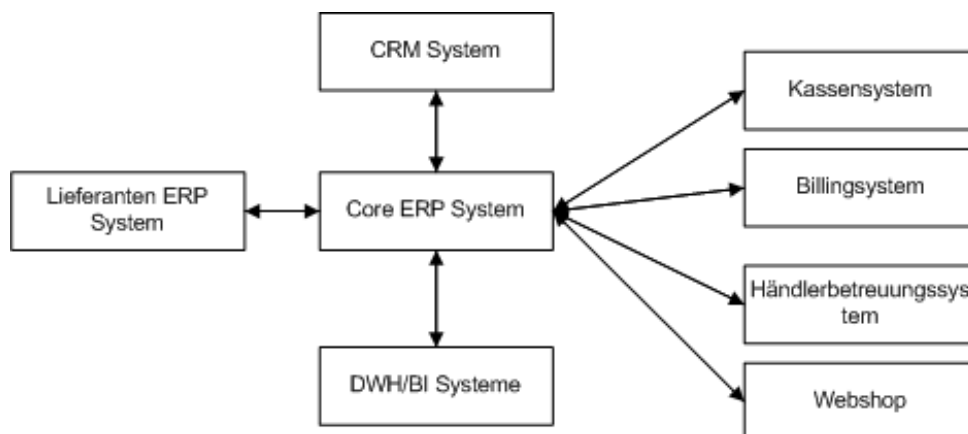 CRM System
Kassensystem
Billingsystem
Lieferanten ERP
System
Core ERP System
Händlerbetreuungssys
tem
DWH/BI Systeme
Webshop